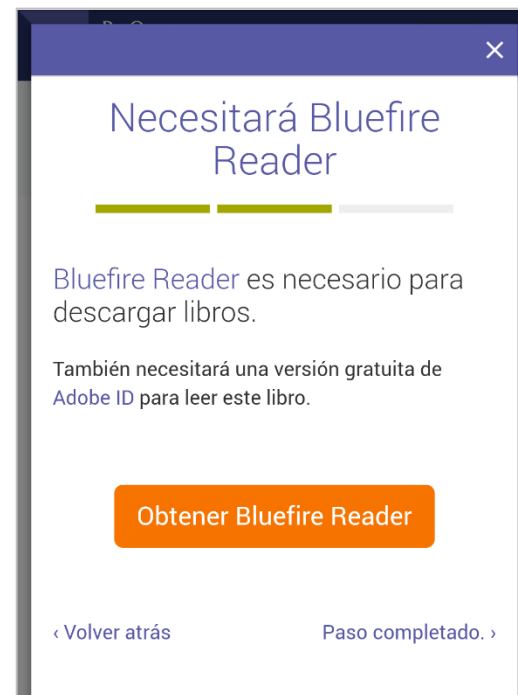 Necesitará Bluefire
Reader
Bluefire Reader es necesario para
descargar libros.
También necesitará una versión gratuita de
Adobe ID para leer este libro.
Obtener Bluefire Reader
‹ Volver atrás
Paso completado. ›